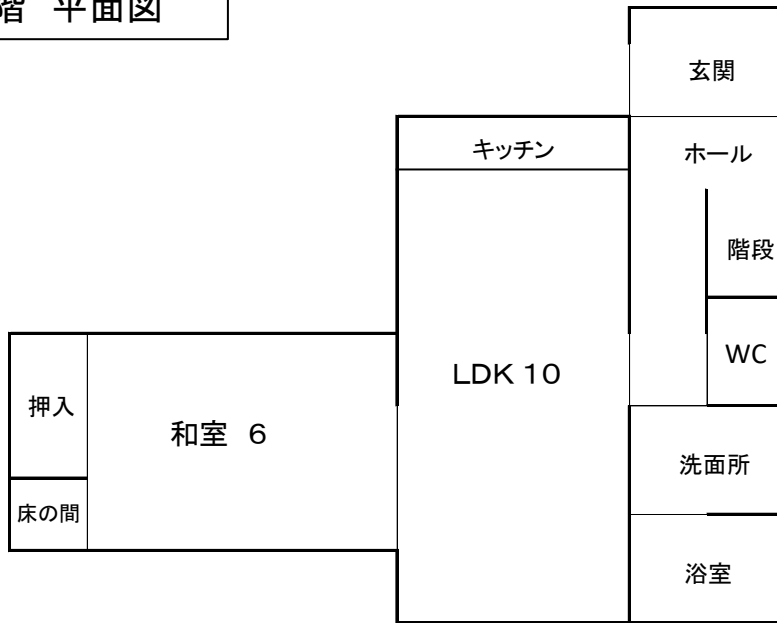 階 平面図
玄関
キッチン
ホール
階段
WC
LDK 10
押入
和室 6
洗面所
床の間
浴室